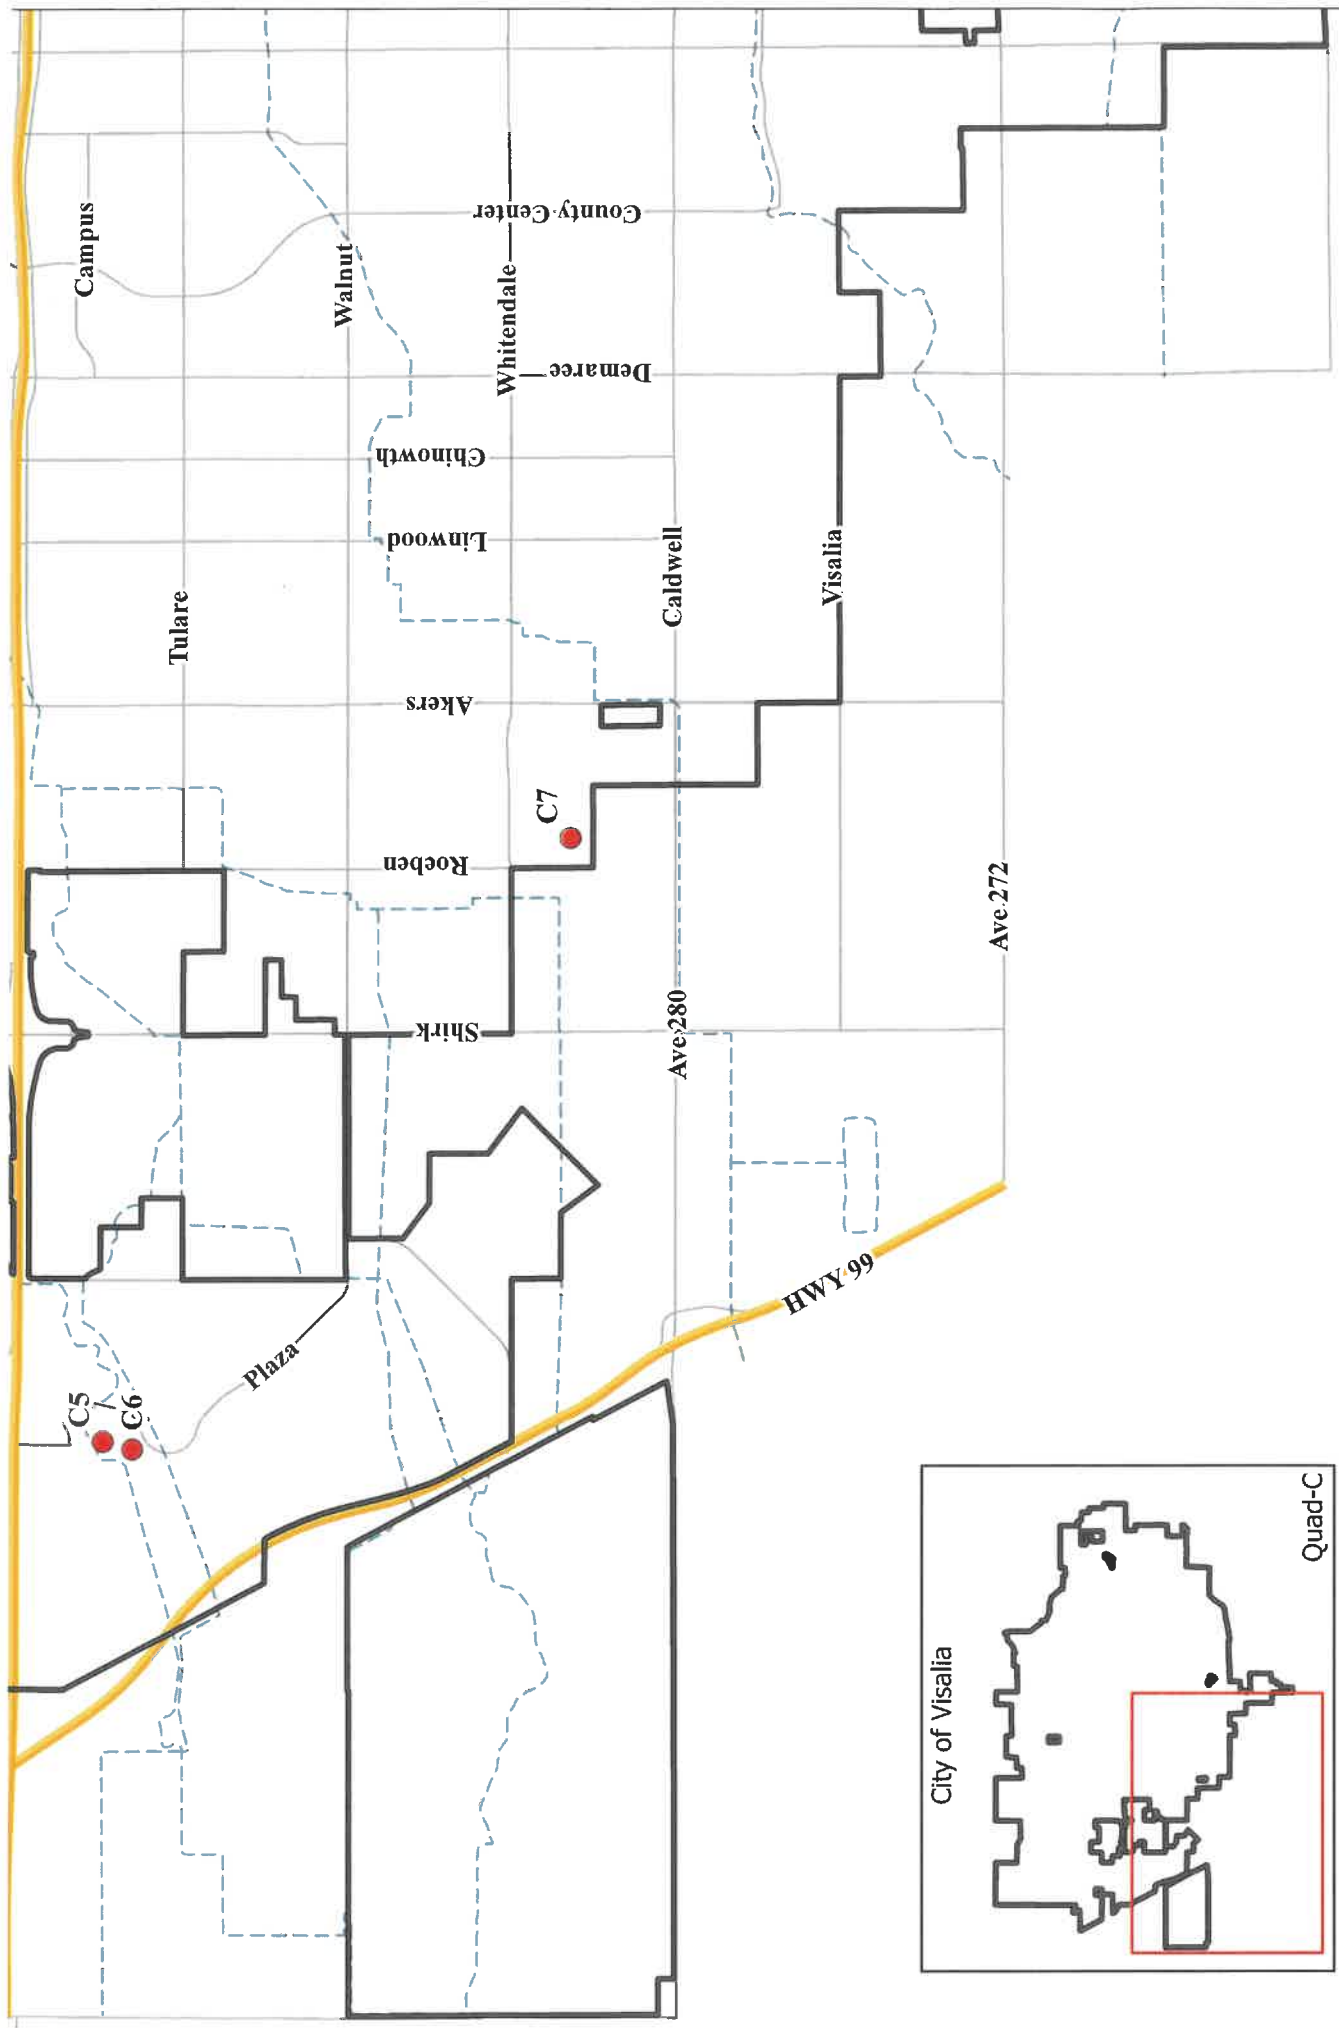 Campus
Tulare
Walnut
Whitendale
Caldwell
Visalia
County Center
Demaree
Chinowth
Linwood
Akers
Roeben
Shirk
C7
Ave 280
Ave 272
HWY 99
Plaza
C5
C6
City of Visalia
Quad-C